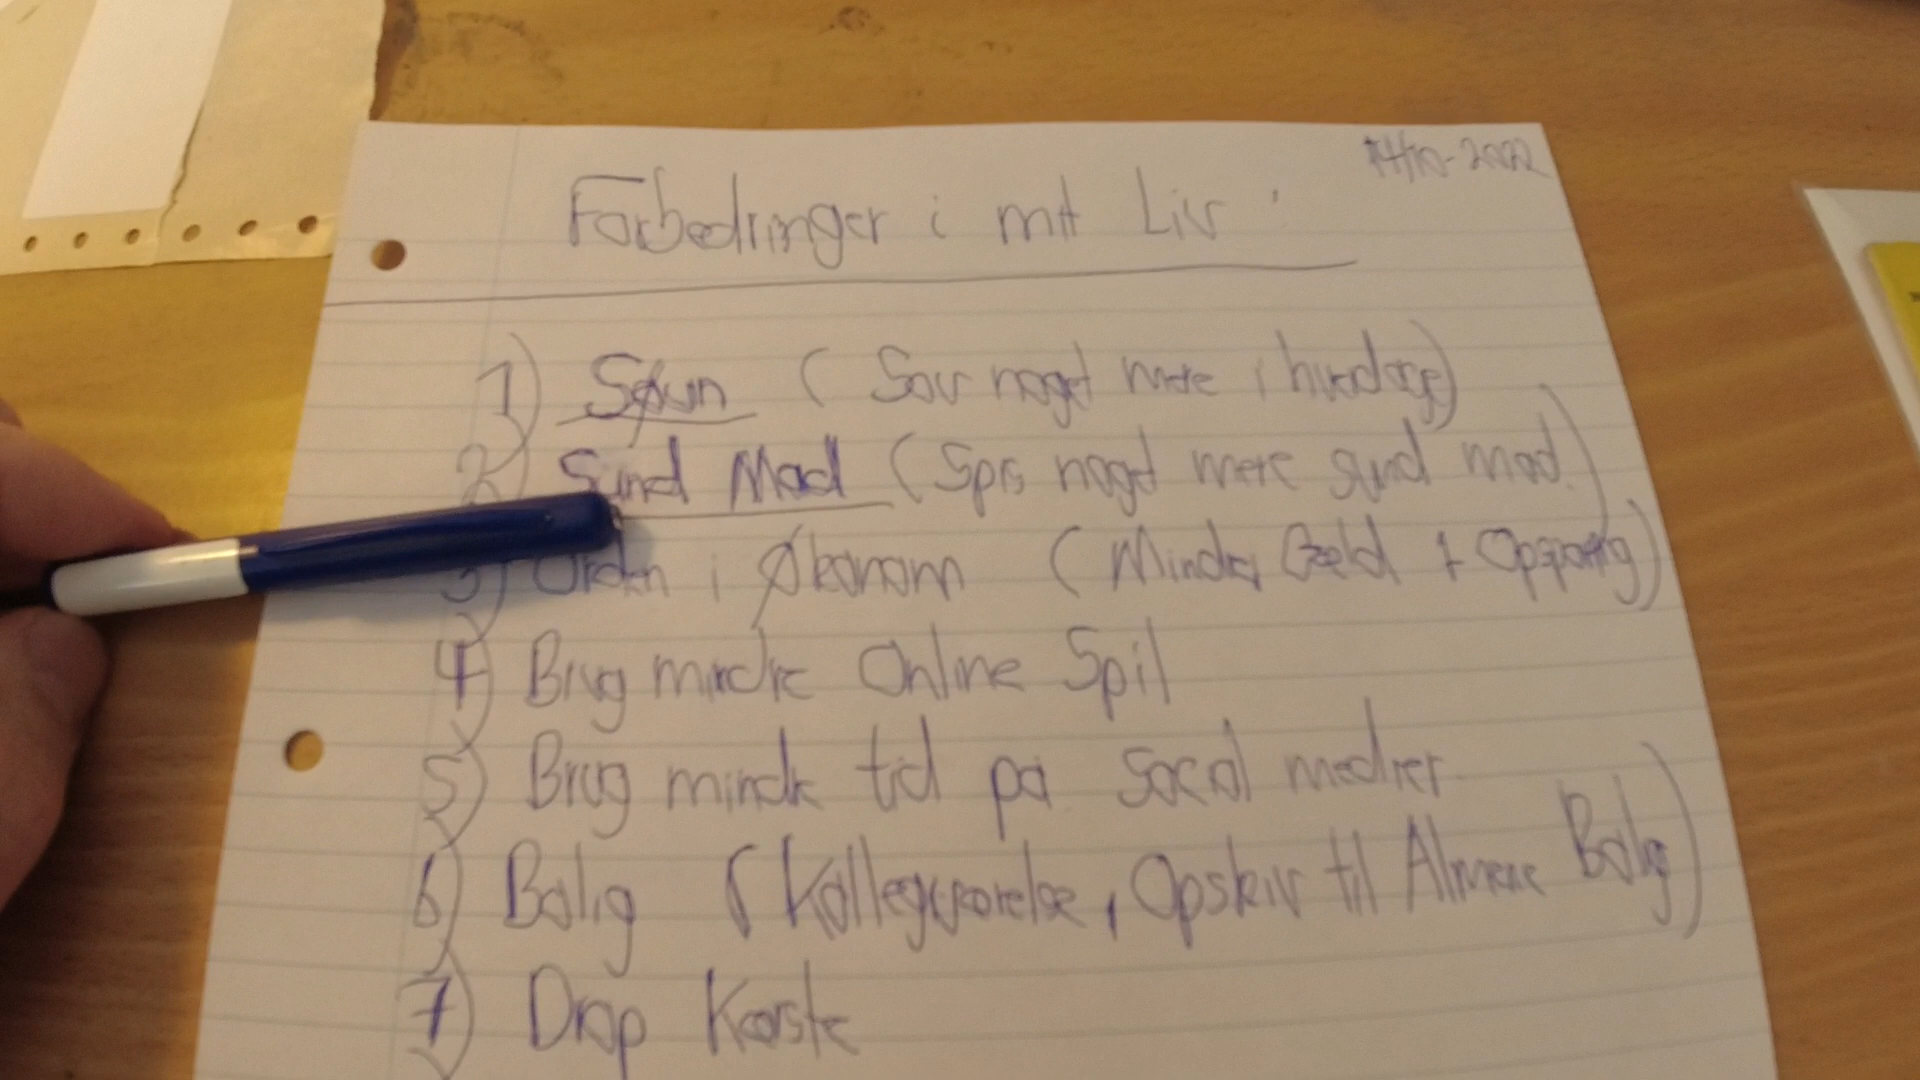 14/10-2022
Forbedringer i mit Liv:
1) Søvn (Sov noget mere i hverdage)
2) Sund Mad (Spis noget mere sund mad.)
3) Orden i Økonomi (Mindre Gæld + Opsparing)
4) Brug mindre Online Spil
5) Brug mindre tid på Social medier.
6) Bolig (Kollegeværelse, Opskriv til Almene Bolig)
7) Drop